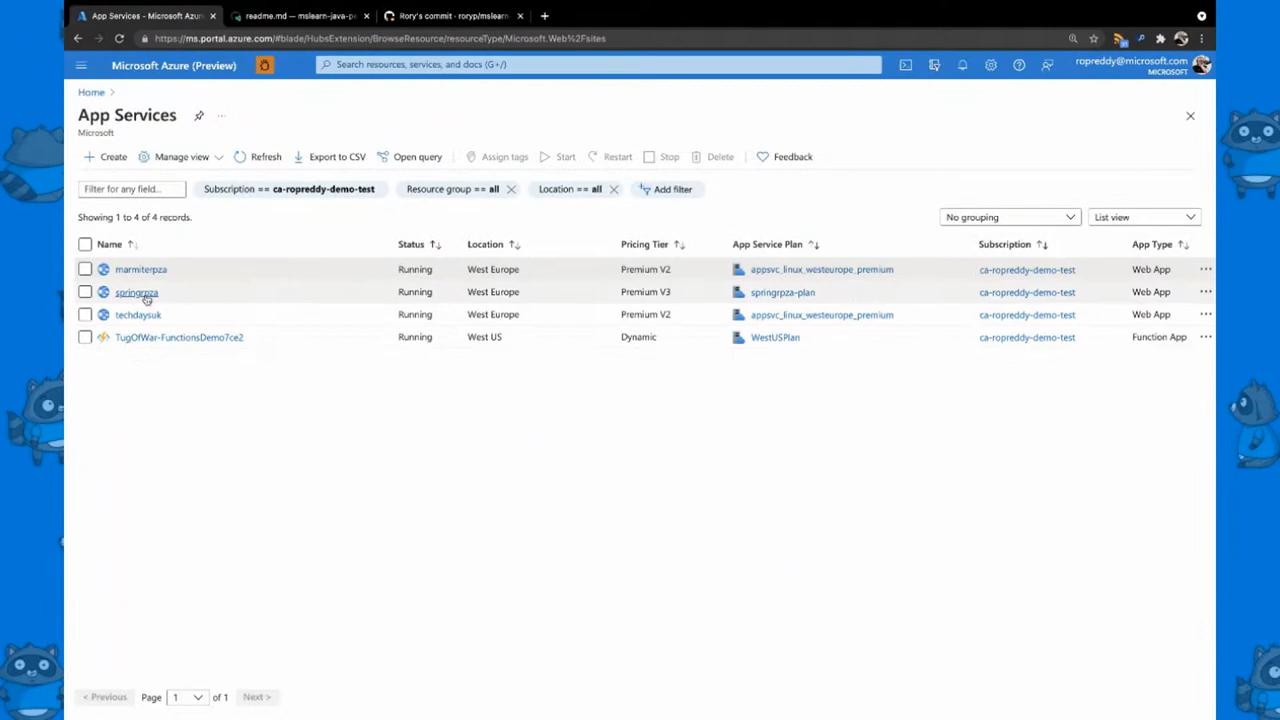 App Services - Microsoft Azur
readme.md — mslearn-java-pe
Rory's commit · roryp/mslearn
https://ms.portal.azure.com/#blade/HubsExtension/BrowseResource/resourceType/Microsoft.Web%2Fsites
Microsoft Azure (Preview)
Search resources, services, and docs (G+/)
ropreddy@microsoft.com
MICROSOFT
Home >
App Services
...
Microsoft
Create Manage view Refresh Export to CSV Open query Assign tags Start Restart Stop Delete Feedback
Filter for any field... Subscription == ca-ropreddy-demo-test Resource group == all Location == all Add filter
Showing 1 to 4 of 4 records. No grouping List view
Name Status Location Pricing Tier App Service Plan Subscription App Type
marmiterpza Running West Europe Premium V2 appsvc_linux_westeurope_premium ca-ropreddy-demo-test Web App ...
springrpza Running West Europe Premium V3 springrpza-plan ca-ropreddy-demo-test Web App ...
techdaysuk Running West Europe Premium V2 appsvc_linux_westeurope_premium ca-ropreddy-demo-test Web App ...
TugOfWar-FunctionsDemo7ce2 Running West US Dynamic WestUSPlan ca-ropreddy-demo-test Function App ...
< Previous Page 1 of 1 Next >